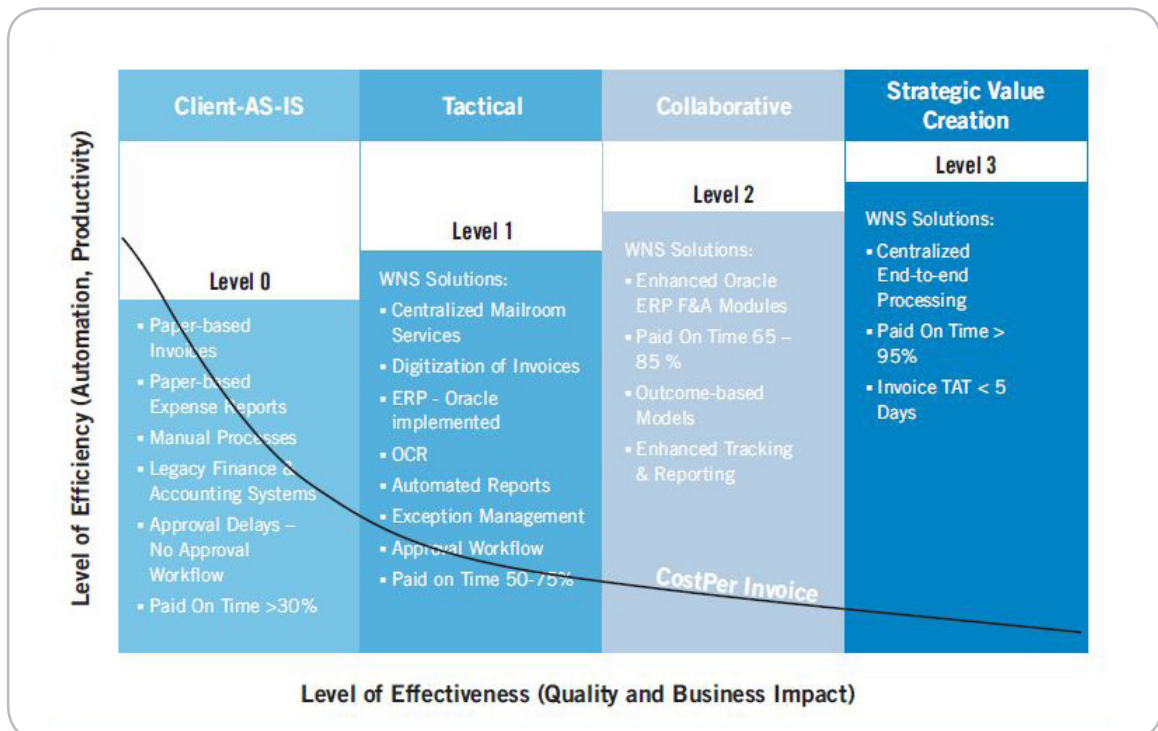 Level of Efficiency (Automation, Productivity)
Client-AS-IS
Level 0
▪ Paper-based
Invoices
▪ Paper-based
Expense Reports
▪ Manual Processes
▪ Legacy Finance &
Accounting Systems
▪ Approval Delays –
No Approval
Workflow
▪ Paid On Time >30%
Tactical
Level 1
WNS Solutions:
▪ Centralized Mailroom
Services
▪ Digitization of Invoices
▪ ERP - Oracle
implemented
▪ OCR
▪ Automated Reports
▪ Exception Management
▪ Approval Workflow
▪ Paid on Time 50-75%
Collaborative
Level 2
WNS Solutions:
▪ Enhanced Oracle
ERP F&A Modules
▪ Paid On Time 65 –
85 %
▪ Outcome-based
Models
▪ Enhanced Tracking
& Reporting
Strategic Value
Creation
Level 3
WNS Solutions:
▪ Centralized
End-to-end
Processing
▪ Paid On Time >
95%
▪ Invoice TAT < 5
Days
CostPer Invoice
Level of Effectiveness (Quality and Business Impact)